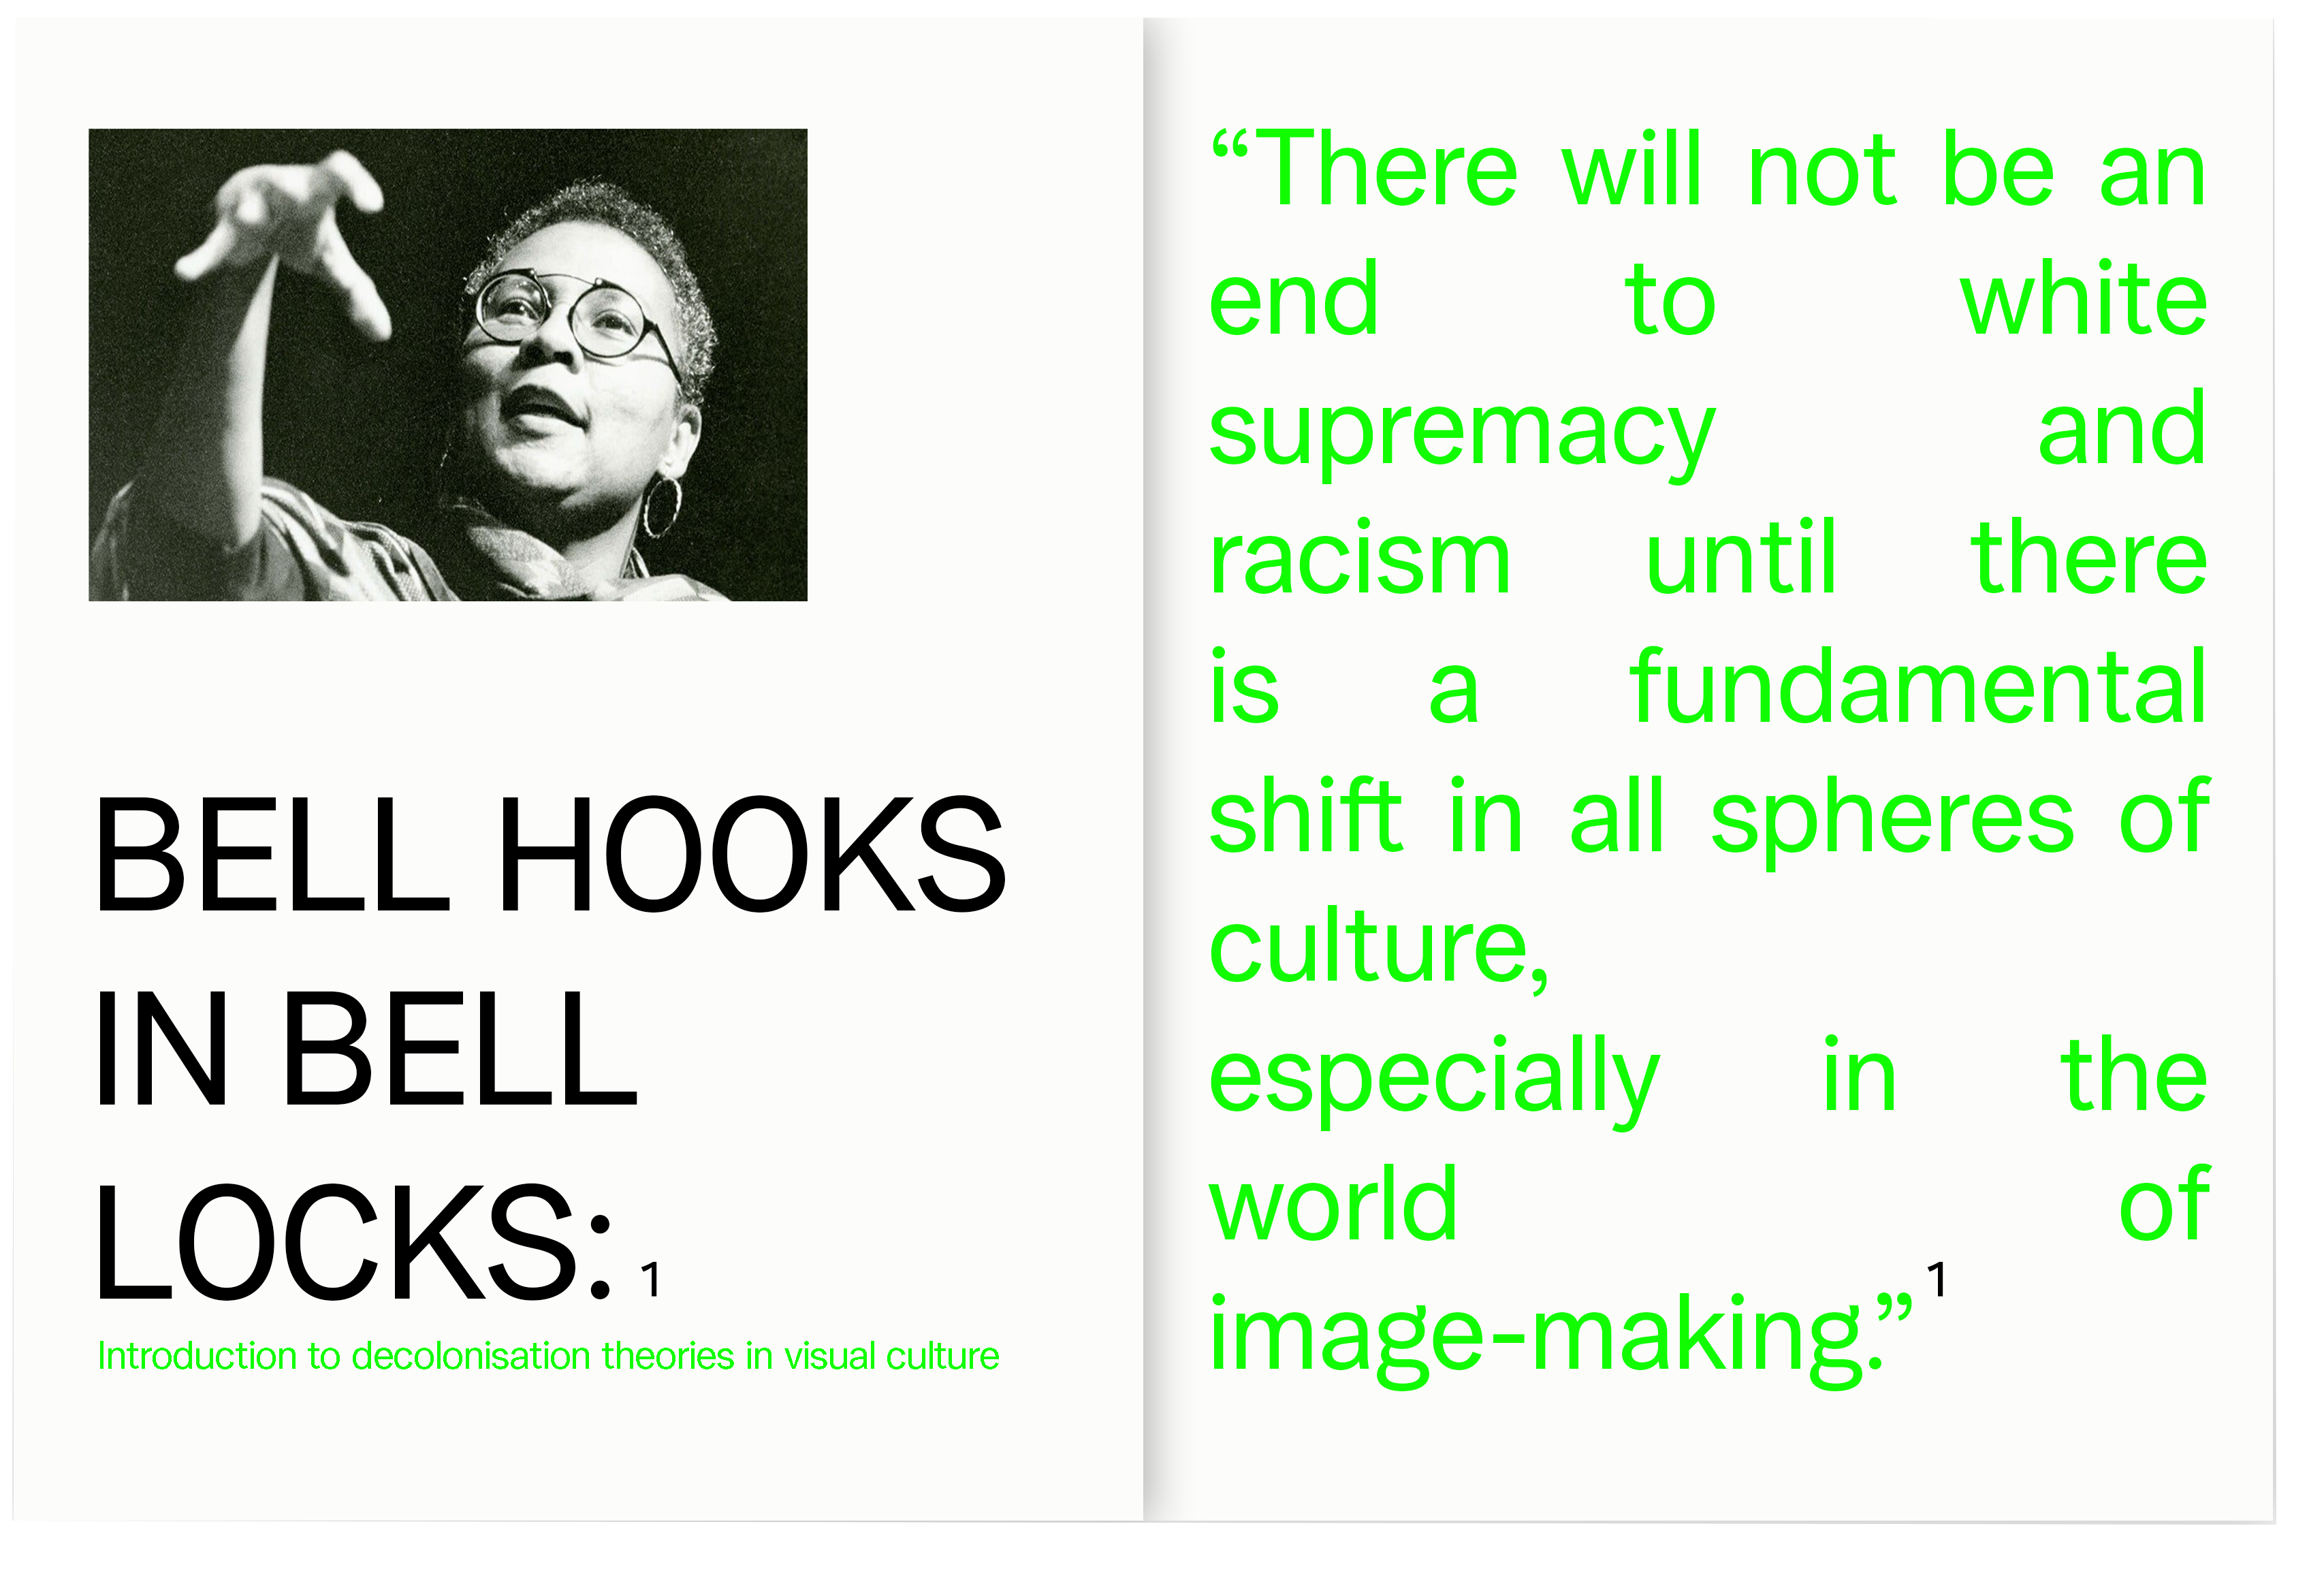 BELL HOOKS
IN BELL
LOCKS: 1
Introduction to decolonisation theories in visual culture
“There will not be an
end to white
supremacy and
racism until there
is a fundamental
shift in all spheres of
culture,
especially in the
world of
image-making.” 1